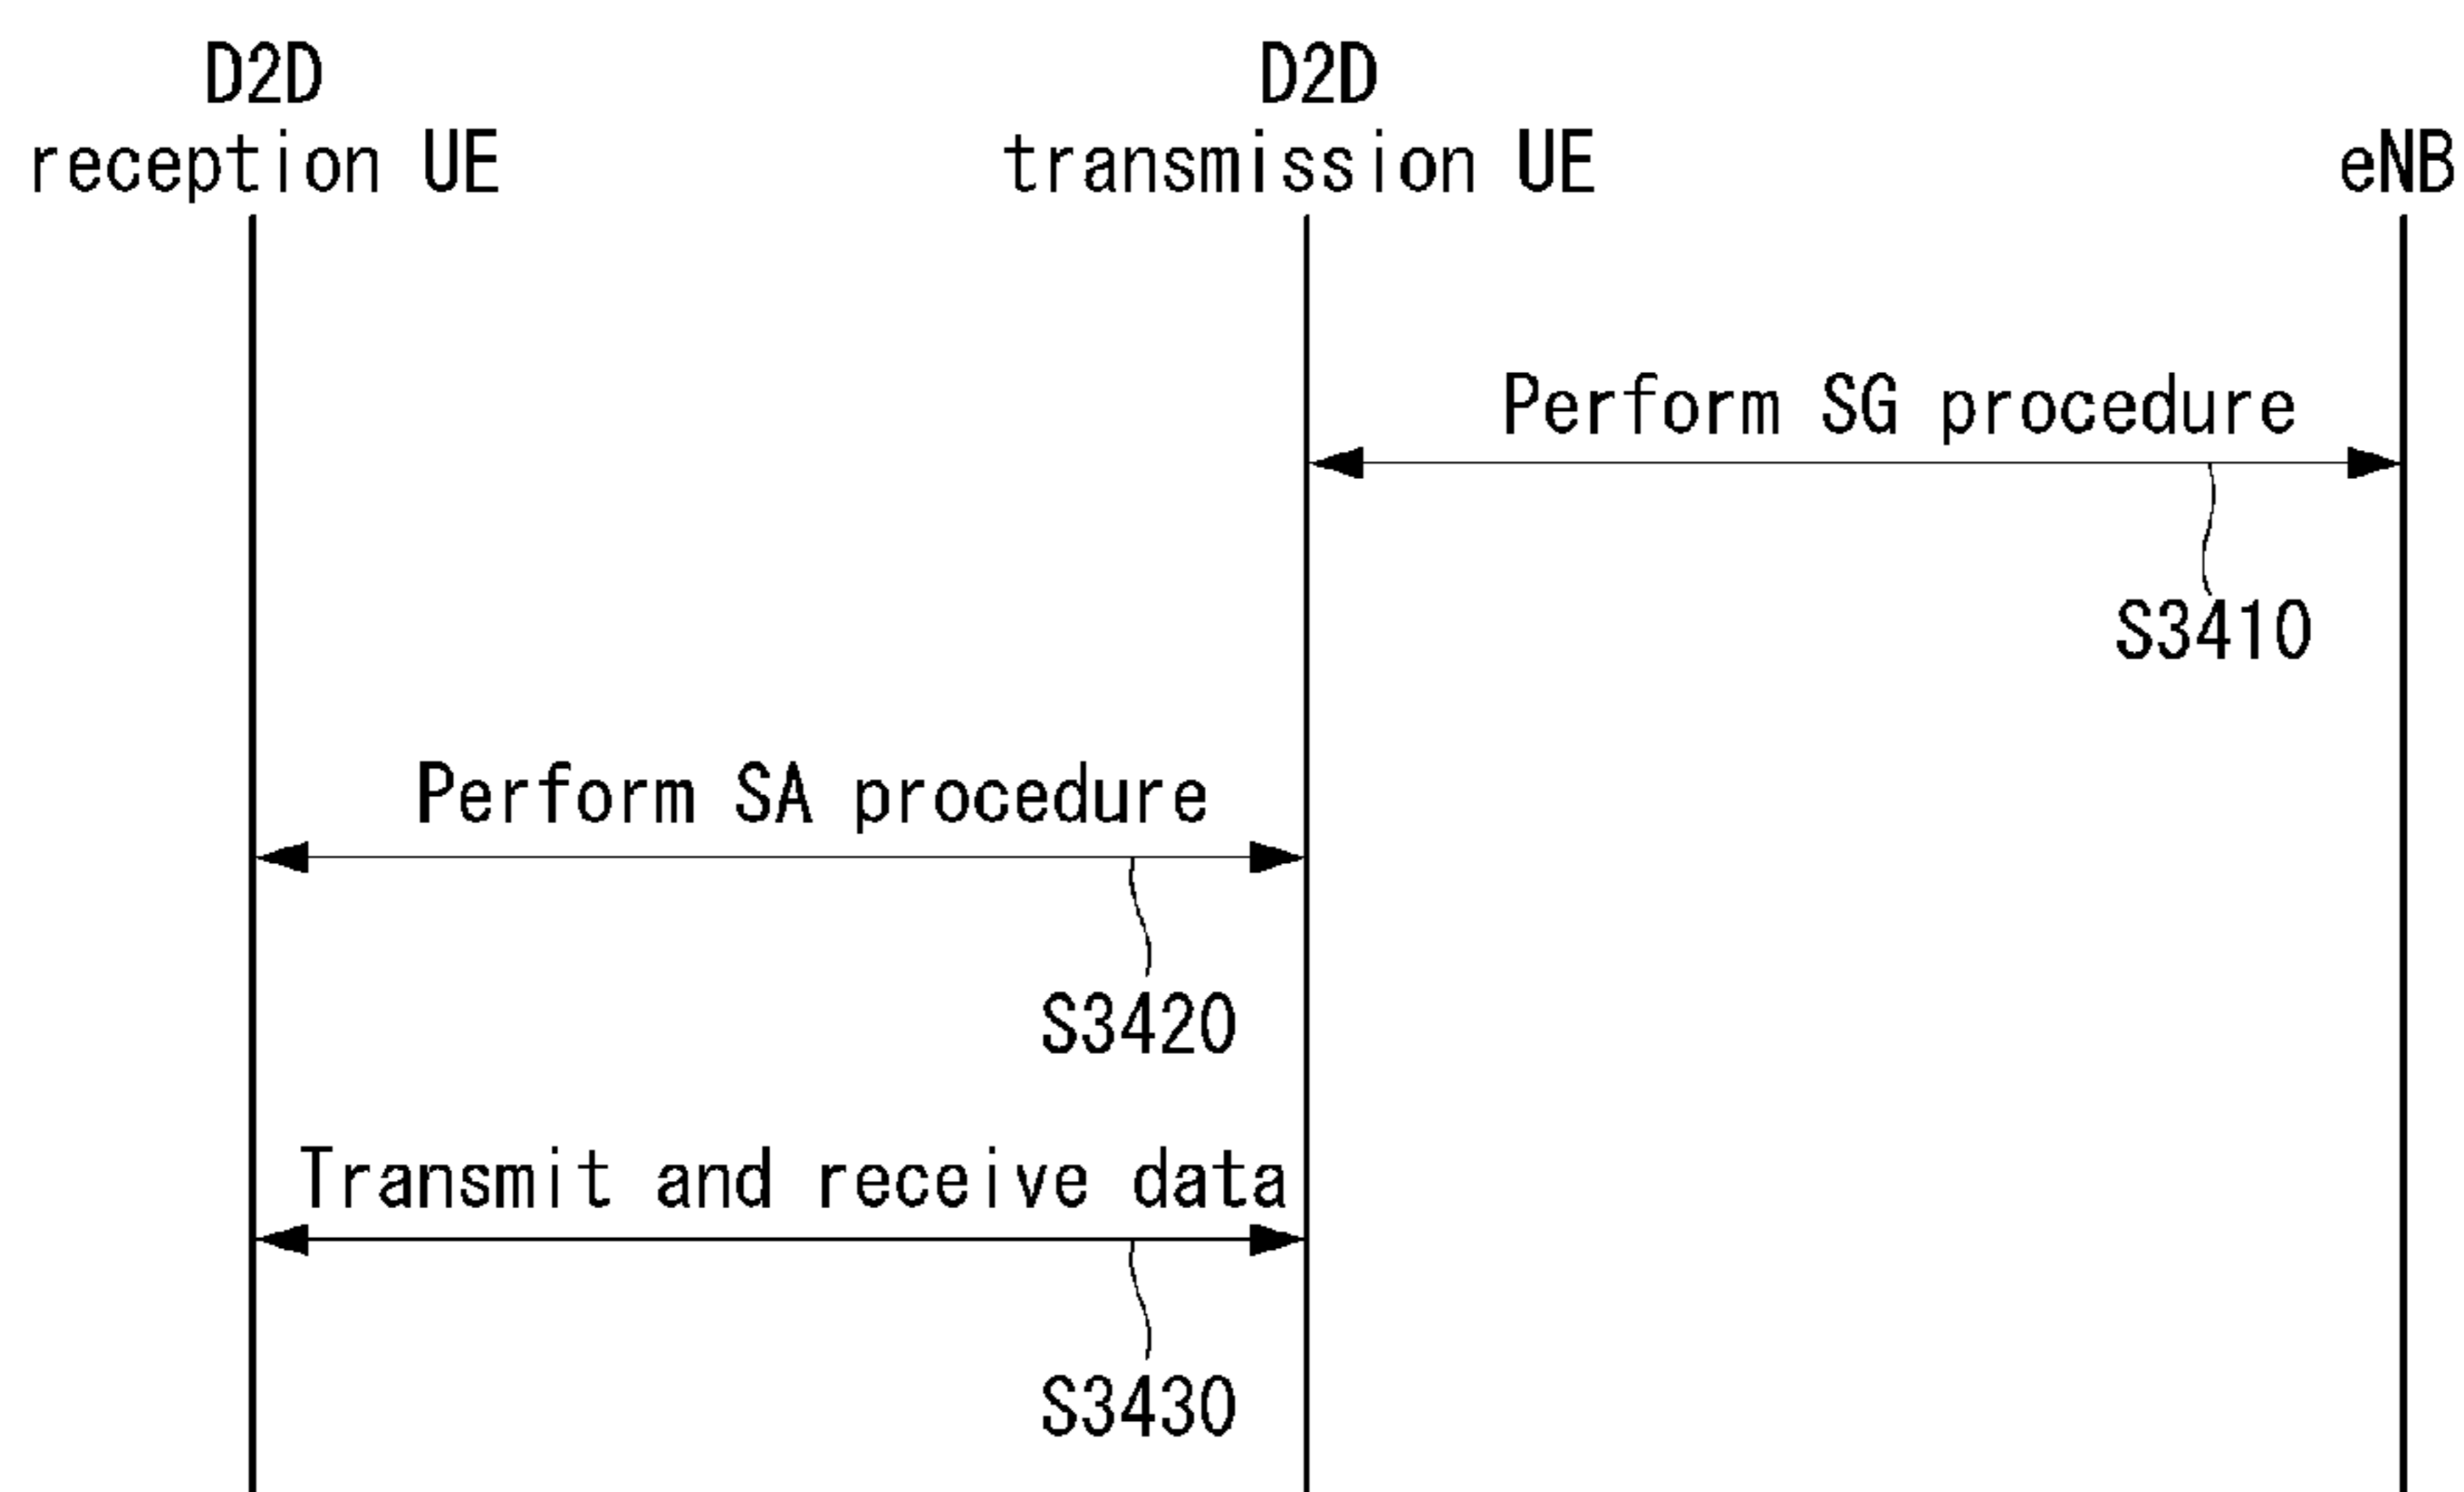 D2D
reception UE
D2D
transmission UE
eNB
Perform SG procedure
S3410
Perform SA procedure
S3420
Transmit and receive data
S3430